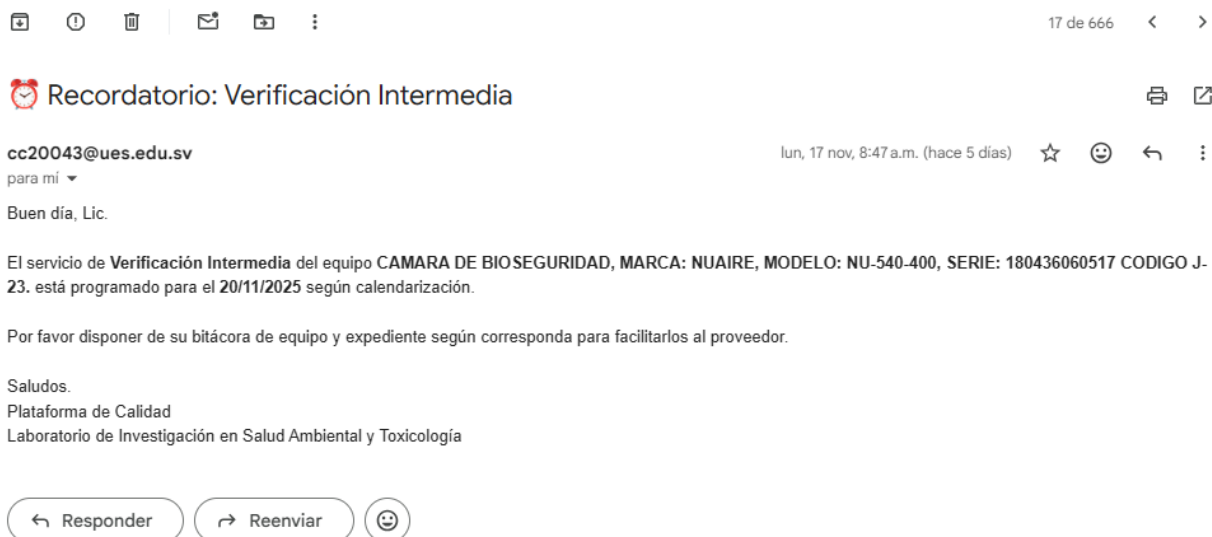 17 de 666
⏰ Recordatorio: Verificación Intermedia
cc20043@ues.edu.sv
lun, 17 nov, 8:47 a.m. (hace 5 días)
para mí
Buen día, Lic.
El servicio de Verificación Intermedia del equipo CAMARA DE BIOSEGURIDAD, MARCA: NUAIRE, MODELO: NU-540-400, SERIE: 180436060517 CODIGO J-
23. está programado para el 20/11/2025 según calendarización.
Por favor disponer de su bitácora de equipo y expediente según corresponda para facilitarlos al proveedor.
Saludos.
Plataforma de Calidad
Laboratorio de Investigación en Salud Ambiental y Toxicología
Responder
Reenviar